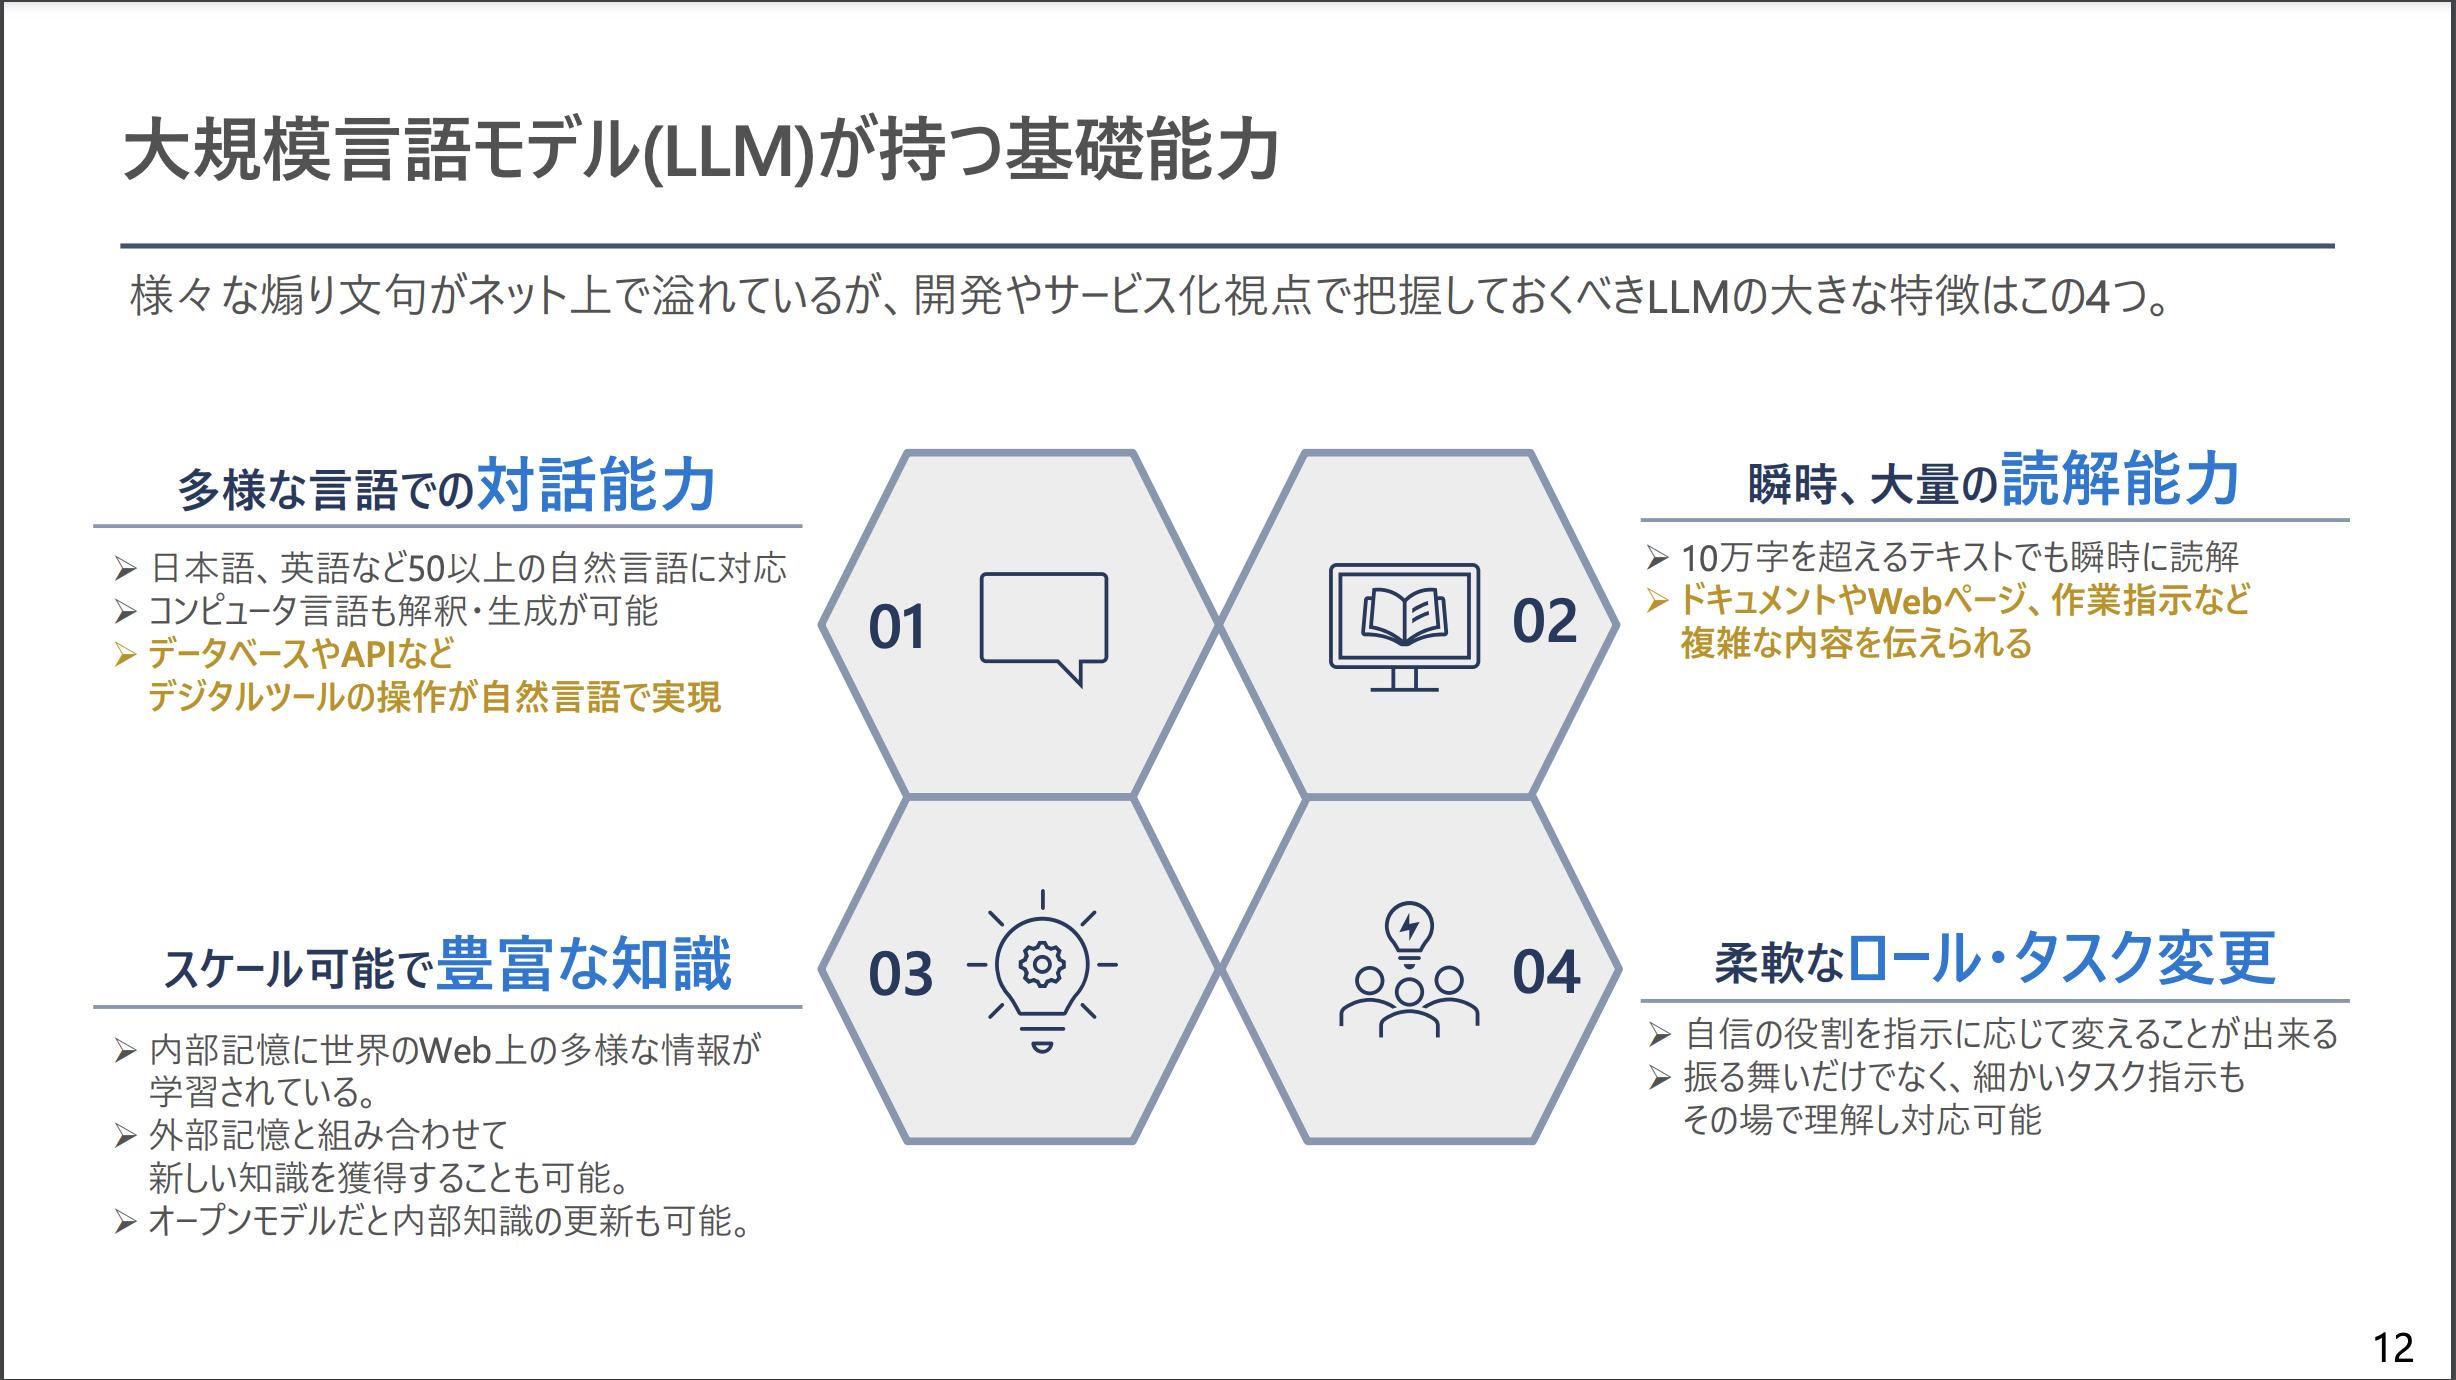 大規模言語モデル(LLM)が持つ基礎能力
様々な煽り文句がネット上で溢れているが、開発やサービス化視点で把握しておくべきLLMの大きな特徴はこの4つ。
多様な言語での対話能力
➢ 日本語、英語など50以上の自然言語に対応
➢ コンピュータ言語も解釈・生成が可能
➢ データベースやAPIなど
デジタルツールの操作が自然言語で実現
01
02
瞬時、大量の読解能力
➢ 10万字を超えるテキストでも瞬時に読解
➢ ドキュメントやWebページ、作業指示など
複雑な内容を伝えられる
スケール可能で豊富な知識
➢ 内部記憶に世界のWeb上の多様な情報が
学習されている。
➢ 外部記憶と組み合わせて
新しい知識を獲得することも可能。
➢ オープンモデルだと内部知識の更新も可能。
03
04
柔軟なロール・タスク変更
➢ 自信の役割を指示に応じて変えることが出来る
➢ 振る舞いだけでなく、細かいタスク指示も
その場で理解し対応可能
12